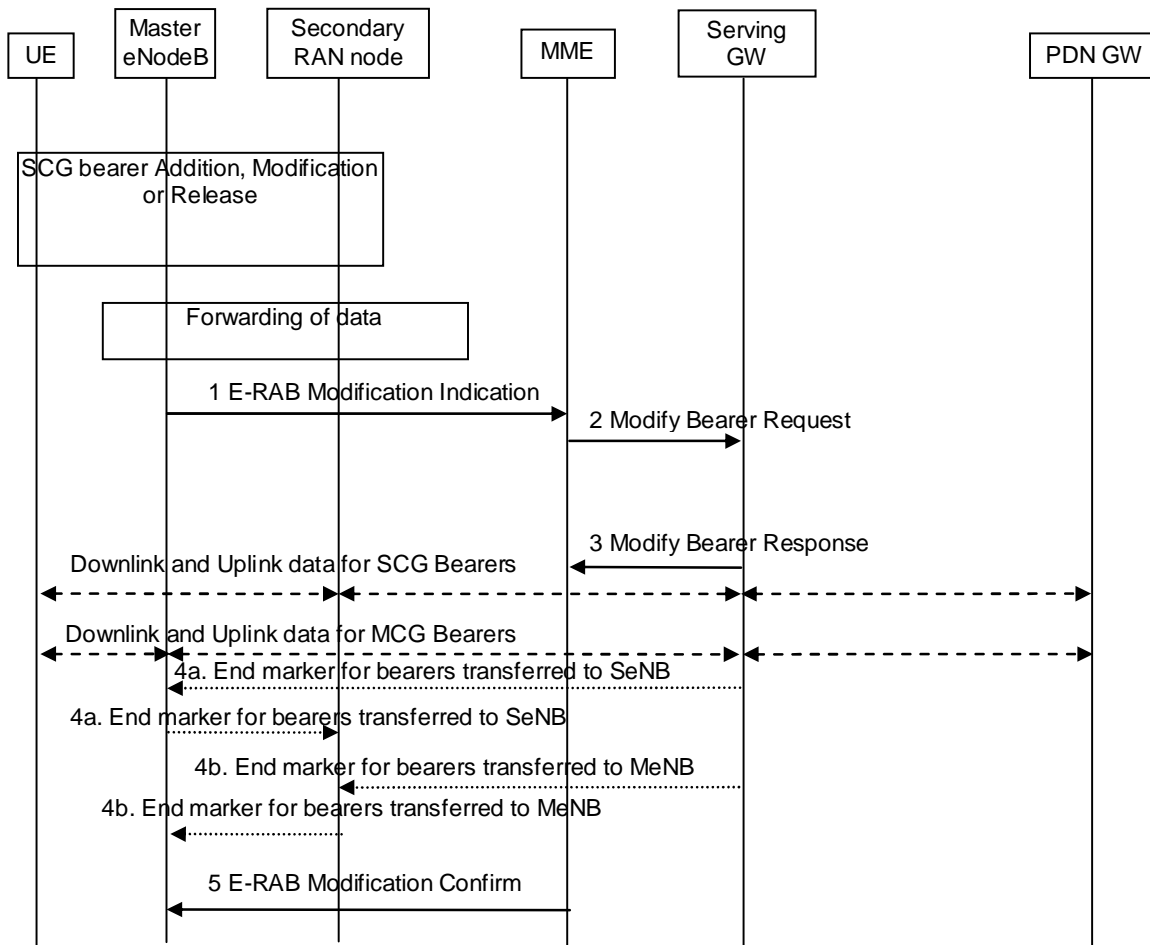 UE
Master
eNodeB
Secondary
RAN node
MME
Serving
GW
PDN GW
SCG bearer Addition, Modification
or Release
Forwarding of data
1 E-RAB Modification Indication
2 Modify Bearer Request
3 Modify Bearer Response
Downlink and Uplink data for SCG Bearers
Downlink and Uplink data for MCG Bearers
4a. End marker for bearers transferred to SeNB
4a. End marker for bearers transferred to SeNB
4b. End marker for bearers transferred to MeNB
4b. End marker for bearers transferred to MeNB
5 E-RAB Modification Confirm